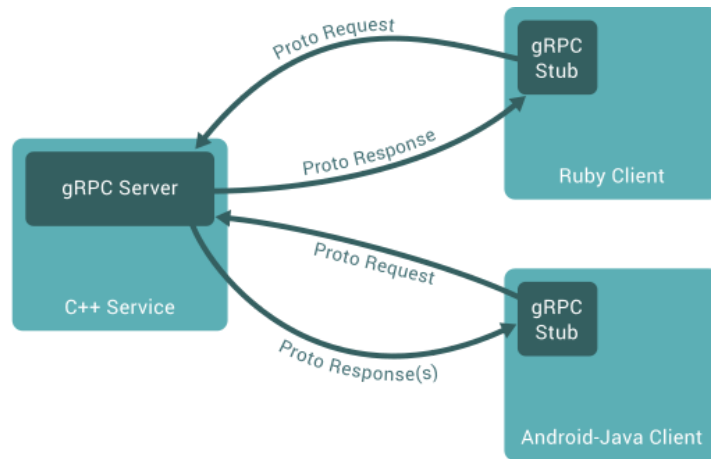 Proto Request
gRPC
Stub
Proto Response
Ruby Client
gRPC Server
C++ Service
Proto Request
gRPC
Stub
Proto Response(s)
Android-Java Client